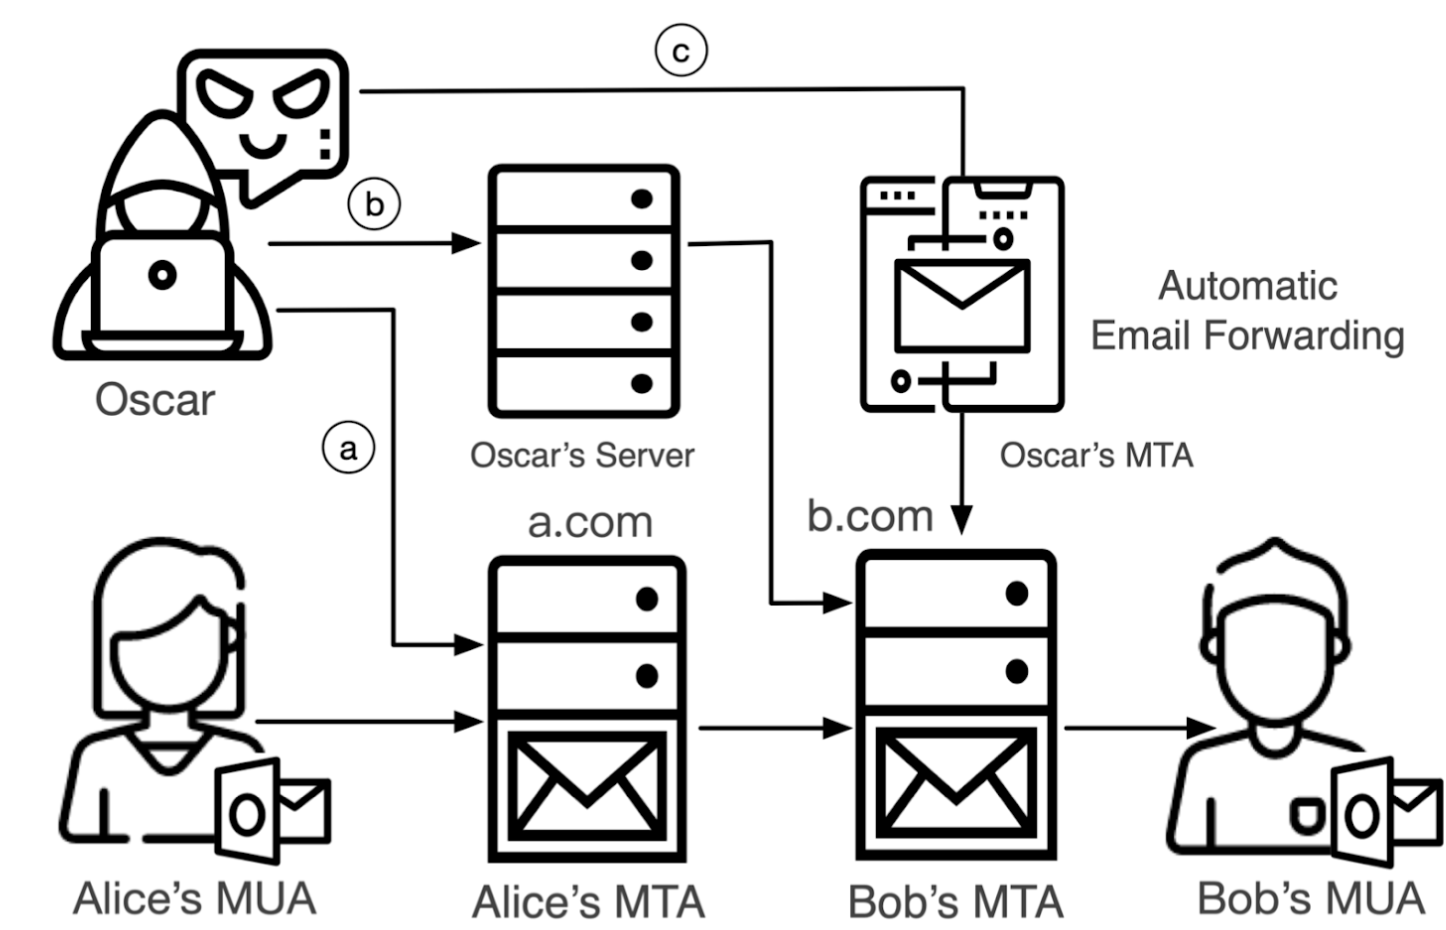 c
b
Automatic
Email Forwarding
Oscar
a
Oscar's Server
Oscar's MTA
a.com
b.com
Alice's MUA
Alice's MTA
Bob's MTA
Bob's MUA